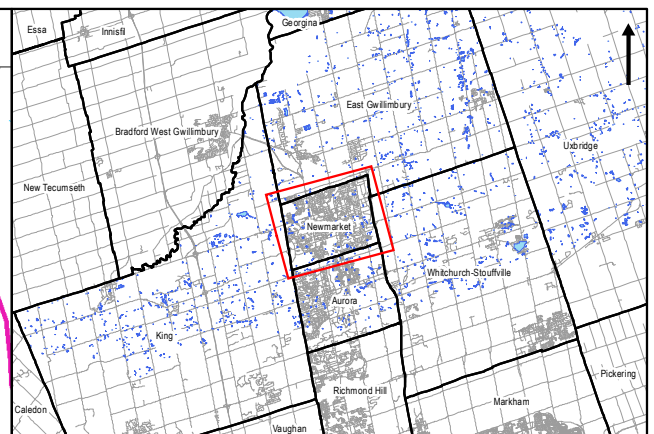 Georgina
Essa
Innisfil
East Gwillimbury
Bradford West Gwillimbury
Uxbridge
New Tecumseth
Newmarket
Whitchurch-Stouffville
Aurora
King
Pickering
Richmond Hill
Markham
Caledon
Vaughan